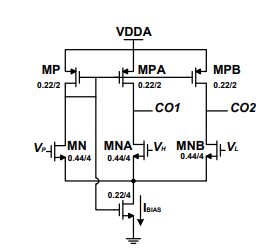 VDDA
MP MPA MPB
0.22/2 0.22/2 0.22/2
CO1 CO2
VP MN MNA VH MNB VL
0.44/4 0.44/4 0.44/4
0.22/4 IBIAS